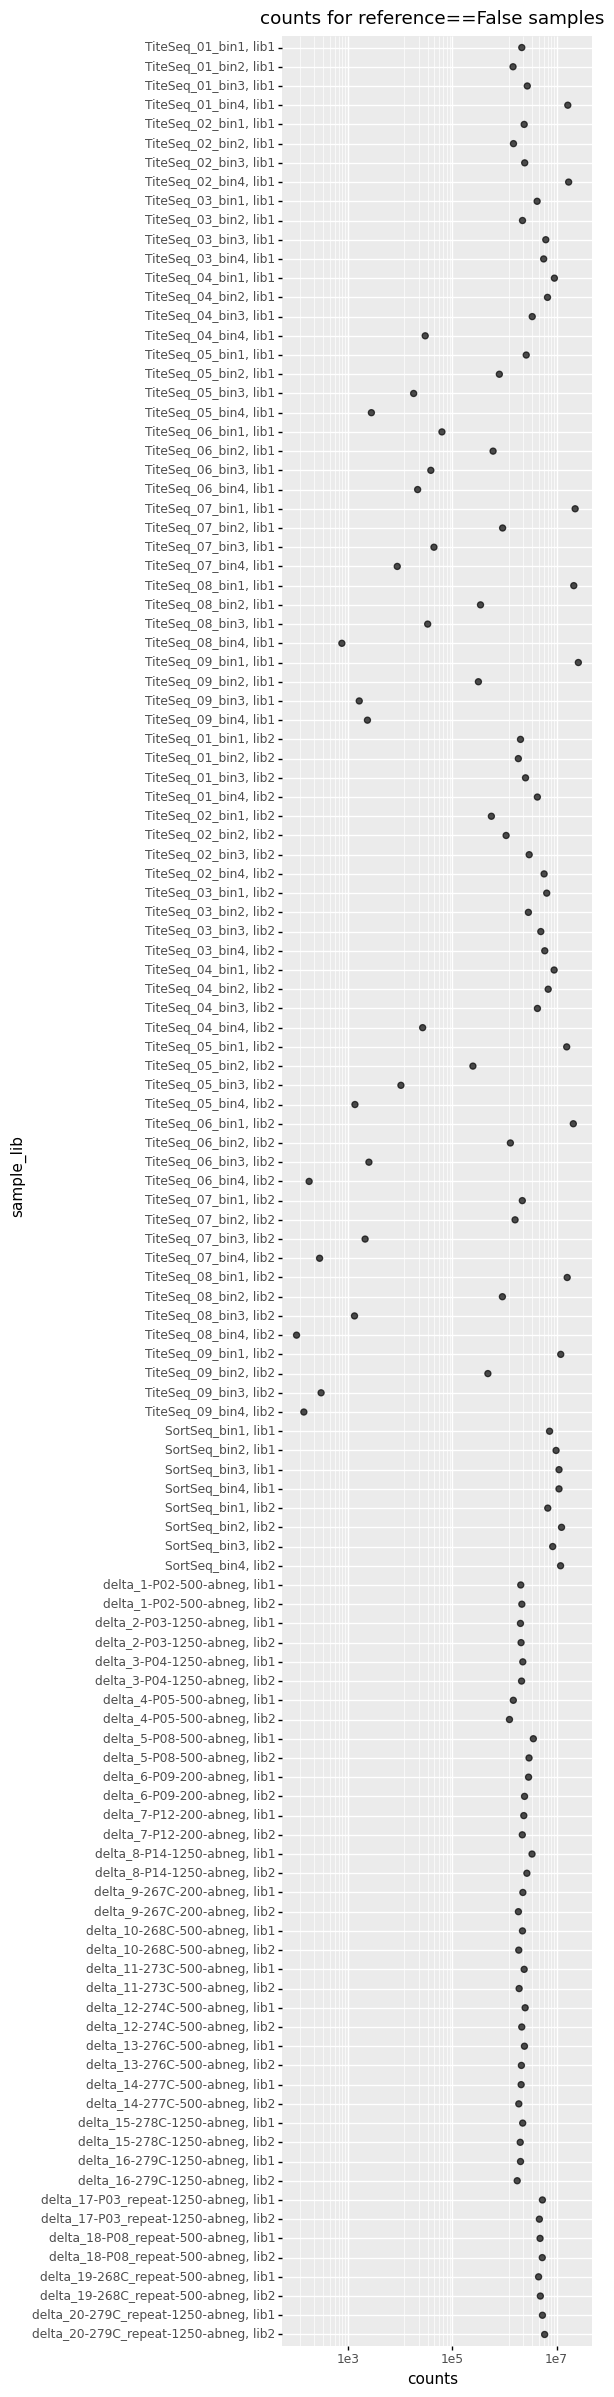 counts for reference==False samples
TiteSeq_01_bin1, lib1
TiteSeq_01_bin2, lib1
TiteSeq_01_bin3, lib1
TiteSeq_01_bin4, lib1
TiteSeq_02_bin1, lib1
TiteSeq_02_bin2, lib1
TiteSeq_02_bin3, lib1
TiteSeq_02_bin4, lib1
TiteSeq_03_bin1, lib1
TiteSeq_03_bin2, lib1
TiteSeq_03_bin3, lib1
TiteSeq_03_bin4, lib1
TiteSeq_04_bin1, lib1
TiteSeq_04_bin2, lib1
TiteSeq_04_bin3, lib1
TiteSeq_04_bin4, lib1
TiteSeq_05_bin1, lib1
TiteSeq_05_bin2, lib1
TiteSeq_05_bin3, lib1
TiteSeq_05_bin4, lib1
TiteSeq_06_bin1, lib1
TiteSeq_06_bin2, lib1
TiteSeq_06_bin3, lib1
TiteSeq_06_bin4, lib1
TiteSeq_07_bin1, lib1
TiteSeq_07_bin2, lib1
TiteSeq_07_bin3, lib1
TiteSeq_07_bin4, lib1
TiteSeq_08_bin1, lib1
TiteSeq_08_bin2, lib1
TiteSeq_08_bin3, lib1
TiteSeq_08_bin4, lib1
TiteSeq_09_bin1, lib1
TiteSeq_09_bin2, lib1
TiteSeq_09_bin3, lib1
TiteSeq_09_bin4, lib1
TiteSeq_01_bin1, lib2
TiteSeq_01_bin2, lib2
TiteSeq_01_bin3, lib2
TiteSeq_01_bin4, lib2
TiteSeq_02_bin1, lib2
TiteSeq_02_bin2, lib2
TiteSeq_02_bin3, lib2
TiteSeq_02_bin4, lib2
TiteSeq_03_bin1, lib2
TiteSeq_03_bin2, lib2
TiteSeq_03_bin3, lib2
TiteSeq_03_bin4, lib2
TiteSeq_04_bin1, lib2
TiteSeq_04_bin2, lib2
TiteSeq_04_bin3, lib2
TiteSeq_04_bin4, lib2
TiteSeq_05_bin1, lib2
TiteSeq_05_bin2, lib2
TiteSeq_05_bin3, lib2
TiteSeq_05_bin4, lib2
TiteSeq_06_bin1, lib2
TiteSeq_06_bin2, lib2
TiteSeq_06_bin3, lib2
TiteSeq_06_bin4, lib2
TiteSeq_07_bin1, lib2
TiteSeq_07_bin2, lib2
TiteSeq_07_bin3, lib2
TiteSeq_07_bin4, lib2
TiteSeq_08_bin1, lib2
TiteSeq_08_bin2, lib2
TiteSeq_08_bin3, lib2
TiteSeq_08_bin4, lib2
TiteSeq_09_bin1, lib2
TiteSeq_09_bin2, lib2
TiteSeq_09_bin3, lib2
TiteSeq_09_bin4, lib2
SortSeq_bin1, lib1
SortSeq_bin2, lib1
SortSeq_bin3, lib1
SortSeq_bin4, lib1
SortSeq_bin1, lib2
SortSeq_bin2, lib2
SortSeq_bin3, lib2
SortSeq_bin4, lib2
delta_1-P02-500-abneg, lib1
delta_1-P02-500-abneg, lib2
delta_2-P03-1250-abneg, lib1
delta_2-P03-1250-abneg, lib2
delta_3-P04-1250-abneg, lib1
delta_3-P04-1250-abneg, lib2
delta_4-P05-500-abneg, lib1
delta_4-P05-500-abneg, lib2
delta_5-P08-500-abneg, lib1
delta_5-P08-500-abneg, lib2
delta_6-P09-200-abneg, lib1
delta_6-P09-200-abneg, lib2
delta_7-P12-200-abneg, lib1
delta_7-P12-200-abneg, lib2
delta_8-P14-1250-abneg, lib1
delta_8-P14-1250-abneg, lib2
delta_9-267C-200-abneg, lib1
delta_9-267C-200-abneg, lib2
delta_10-268C-500-abneg, lib1
delta_10-268C-500-abneg, lib2
delta_11-273C-500-abneg, lib1
delta_11-273C-500-abneg, lib2
delta_12-274C-500-abneg, lib1
delta_12-274C-500-abneg, lib2
delta_13-276C-500-abneg, lib1
delta_13-276C-500-abneg, lib2
delta_14-277C-500-abneg, lib1
delta_14-277C-500-abneg, lib2
delta_15-278C-1250-abneg, lib1
delta_15-278C-1250-abneg, lib2
delta_16-279C-1250-abneg, lib1
delta_16-279C-1250-abneg, lib2
delta_17-P03_repeat-1250-abneg, lib1
delta_17-P03_repeat-1250-abneg, lib2
delta_18-P08_repeat-500-abneg, lib1
delta_18-P08_repeat-500-abneg, lib2
delta_19-268C_repeat-500-abneg, lib1
delta_19-268C_repeat-500-abneg, lib2
delta_20-279C_repeat-1250-abneg, lib1
delta_20-279C_repeat-1250-abneg, lib2
sample_lib
1e3 1e5 1e7
counts